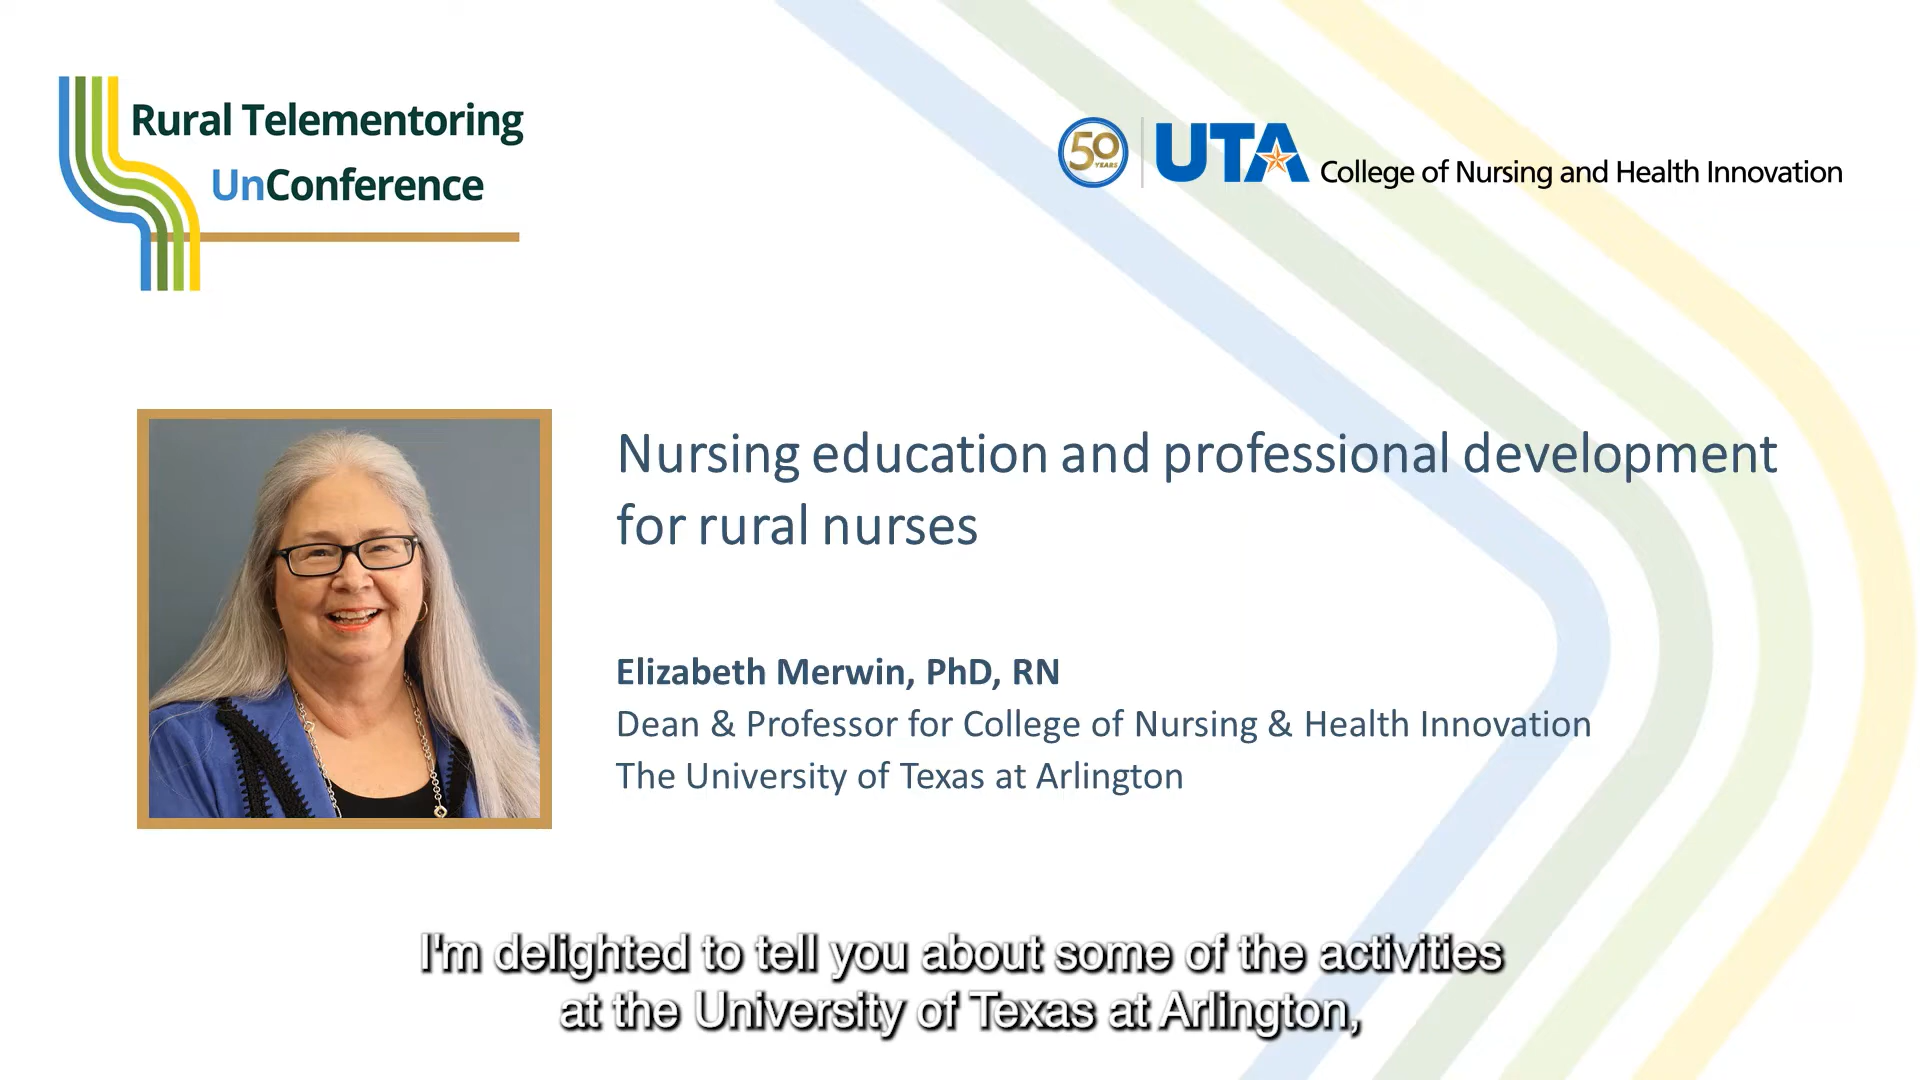 Rural Telementoring
UnConference
50
YEARS
UTA
College of Nursing and Health Innovation
Nursing education and professional development
for rural nurses
Elizabeth Merwin, PhD, RN
Dean & Professor for College of Nursing & Health Innovation
The University of Texas at Arlington
I'm delighted to tell you about some of the activities
at the University of Texas at Arlington,